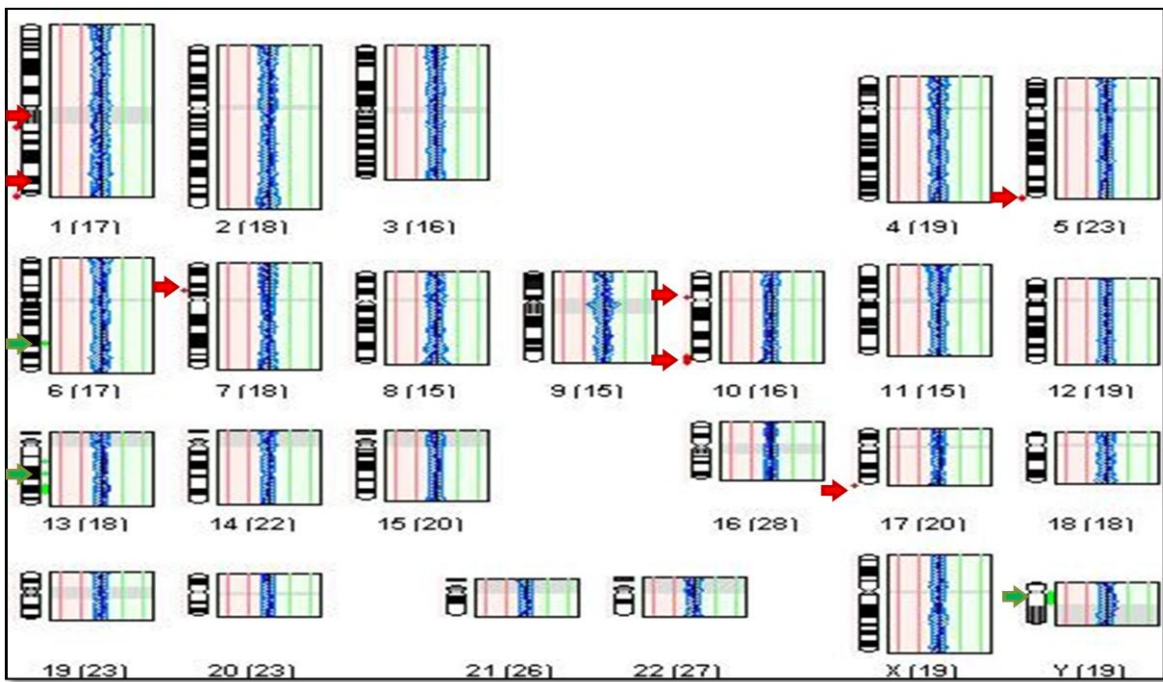 1 (17) 2 (18) 3 (16) 4 (19) 5 (23)
6 (17) 7 (18) 8 (15) 9 (15) 10 (16) 11 (15) 12 (19)
13 (18) 14 (22) 15 (20) 16 (28) 17 (20) 18 (18)
19 (23) 20 (23) 21 (26) 22 (27) X (19) Y (19)